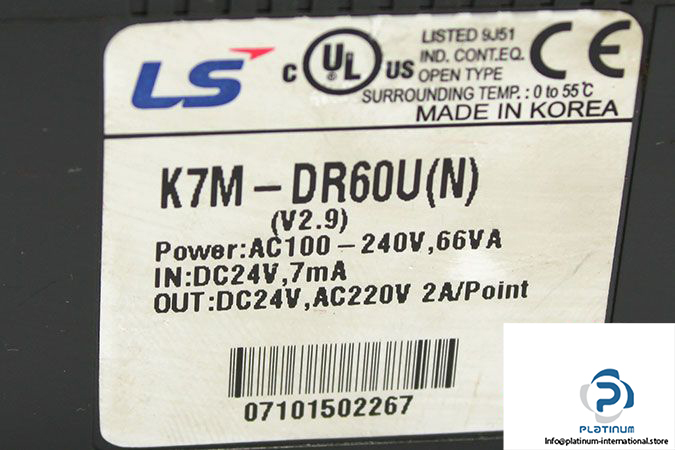 LS
C UL US
LISTED 9J51
IND. CONT.EQ.
OPEN TYPE
CE
SURROUNDING TEMP. : 0 to 55℃
MADE IN KOREA
K7M-DR60U(N)
(V2.9)
Power:AC100-240V,66VA
IN:DC24V,7mA
OUT:DC24V,AC220V 2A/Point
07101502267
PLATINUM
Info@platinum-international.store